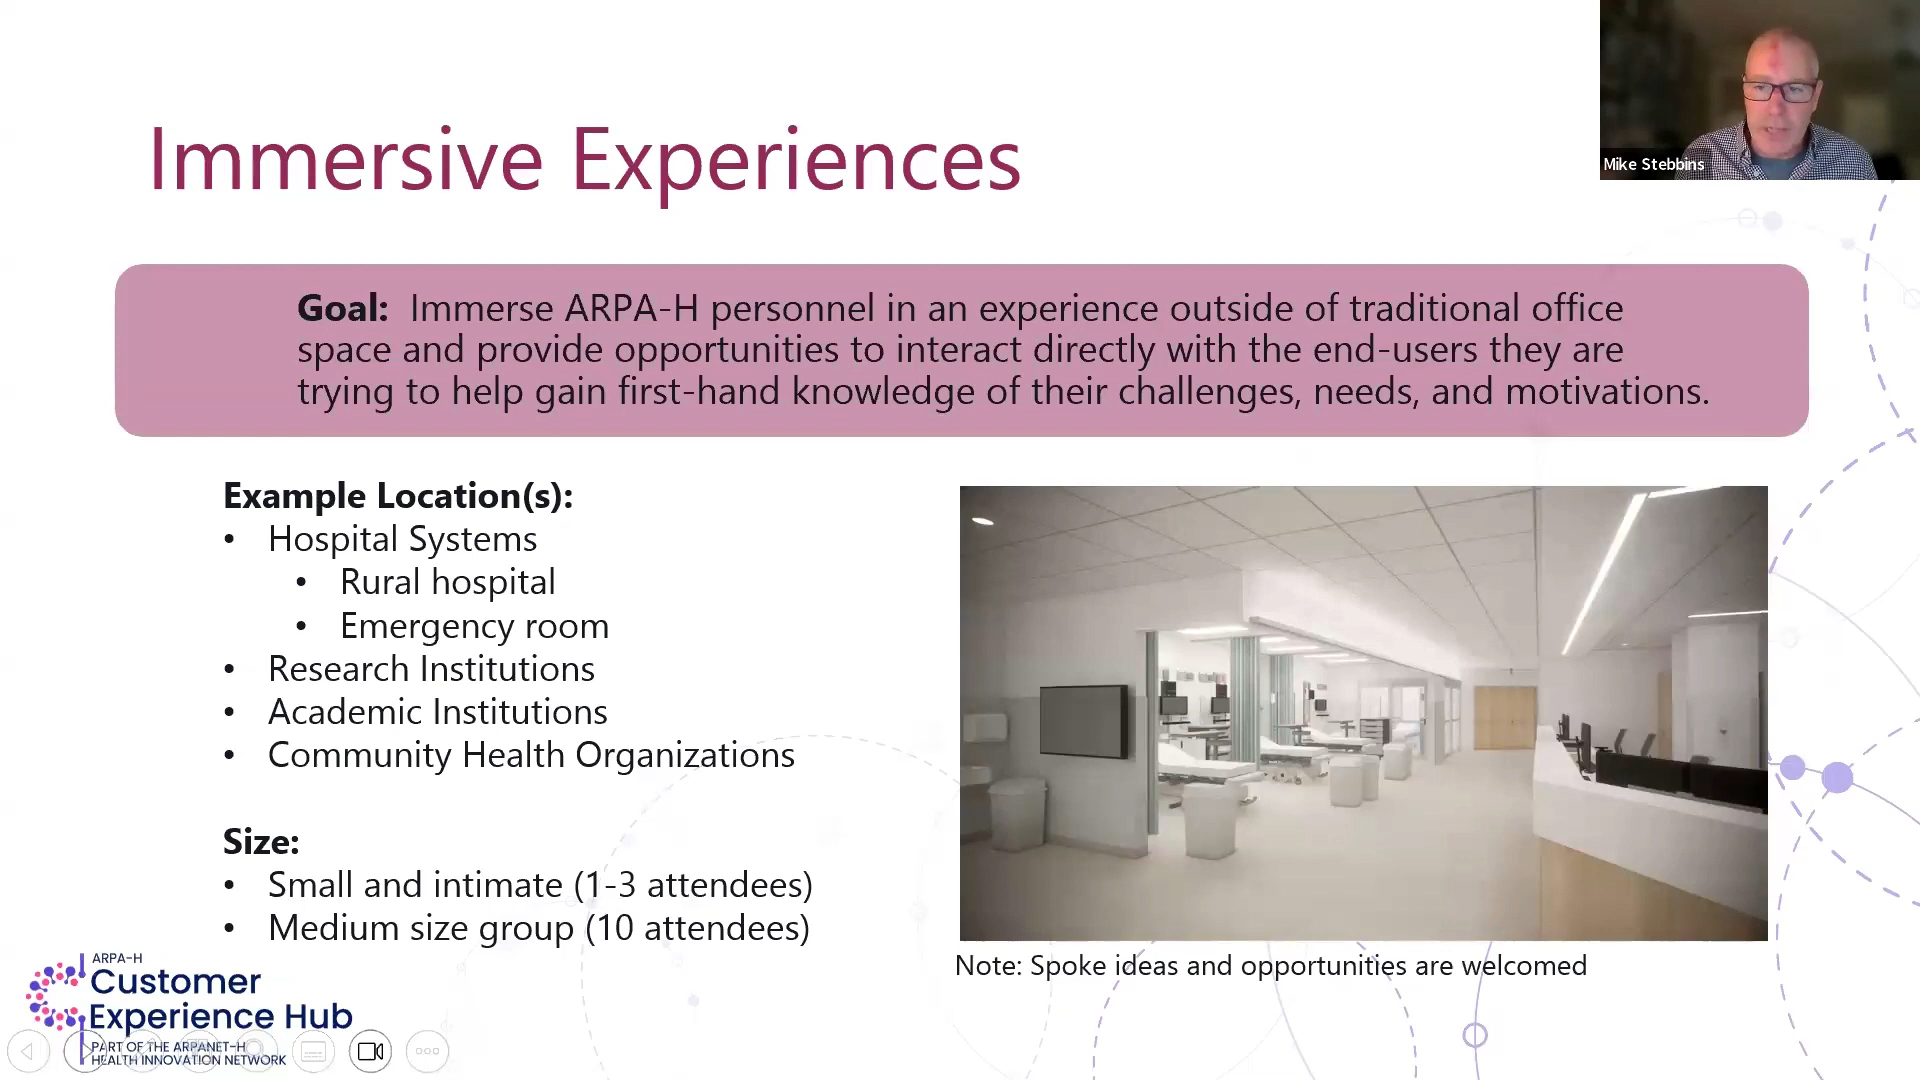 Mike Stebbins
Immersive Experiences
Goal: Immerse ARPA-H personnel in an experience outside of traditional office
space and provide opportunities to interact directly with the end-users they are
trying to help gain first-hand knowledge of their challenges, needs, and motivations.
Example Location(s):
• Hospital Systems
• Rural hospital
• Emergency room
• Research Institutions
• Academic Institutions
• Community Health Organizations
Size:
• Small and intimate (1-3 attendees)
• Medium size group (10 attendees)
Note: Spoke ideas and opportunities are welcomed
ARPA-H
Customer
Experience Hub
PART OF THE ARPANET-H
HEALTH INNOVATION NETWORK